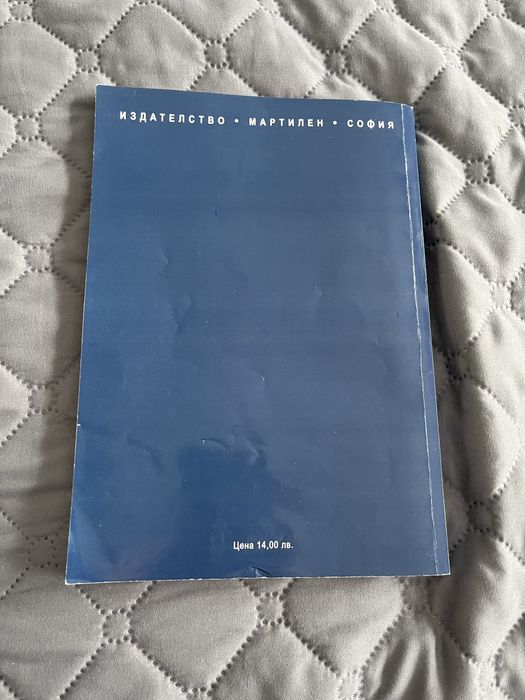 ИЗДАТЕЛСТВО • МАРТИЛЕН • СОФИЯ
Цена 14,00 лв.